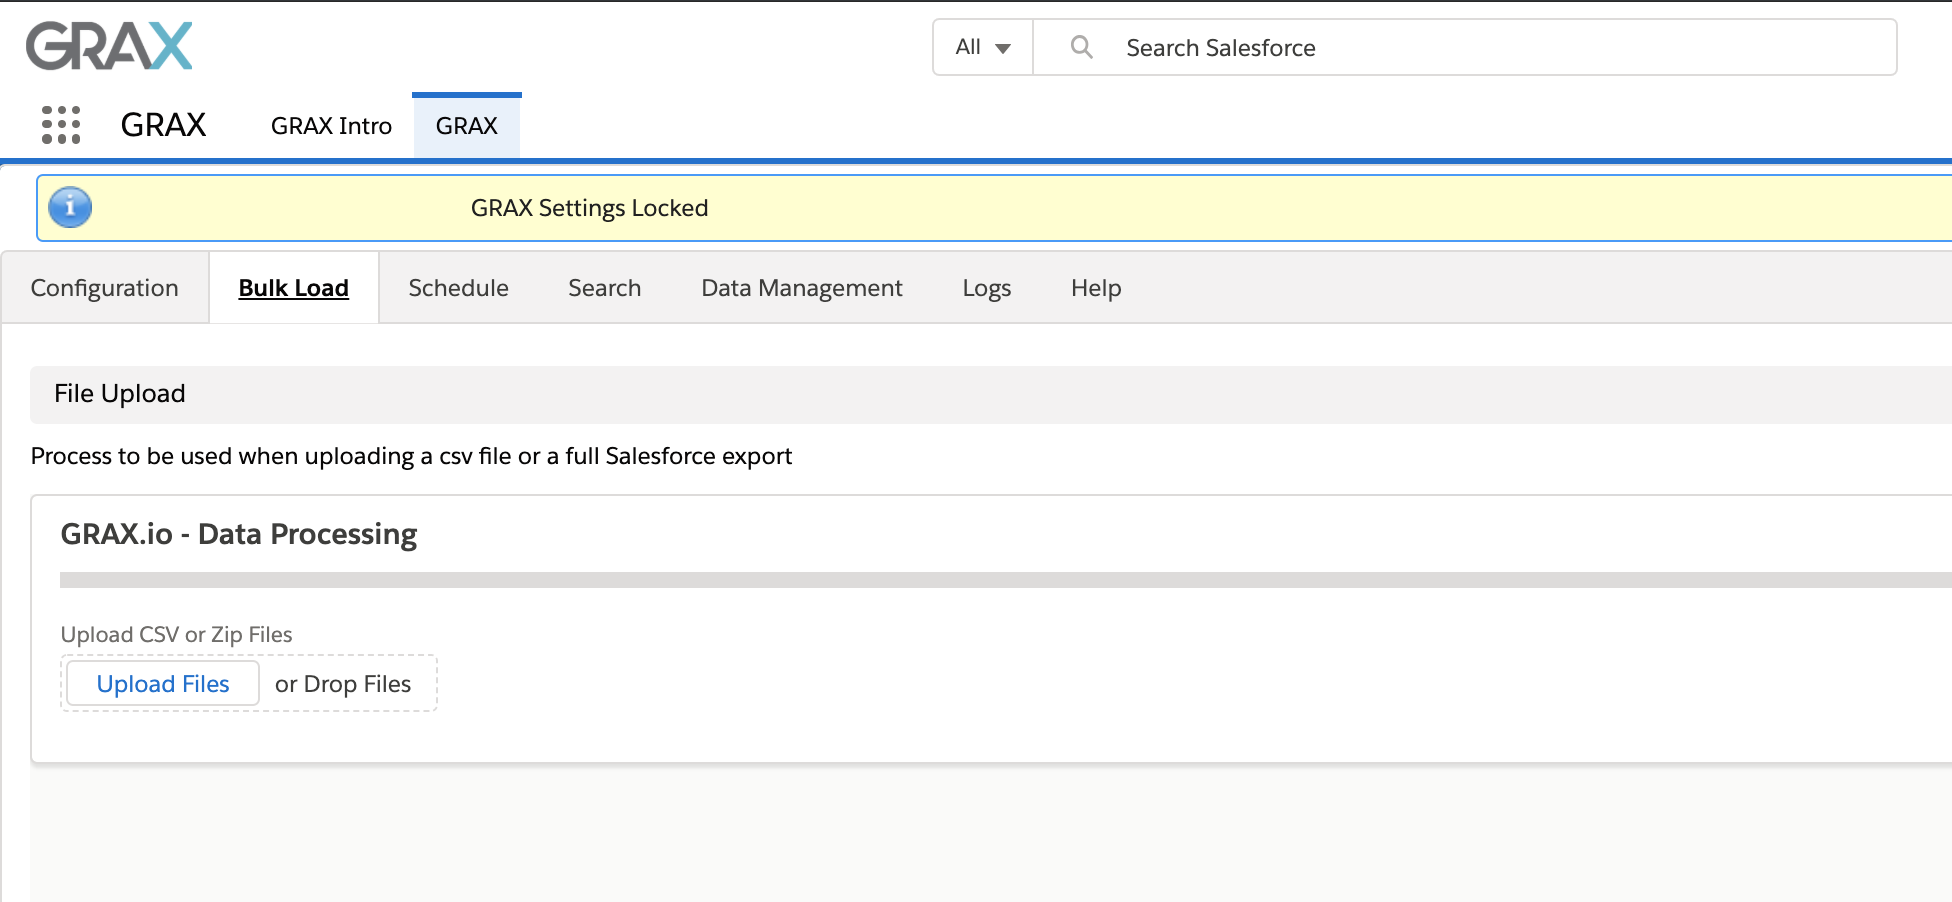 GRAX
All
Search Salesforce
GRAX
GRAX Intro
GRAX
GRAX Settings Locked
Configuration
Bulk Load
Schedule
Search
Data Management
Logs
Help
File Upload
Process to be used when uploading a csv file or a full Salesforce export
GRAX.io - Data Processing
Upload CSV or Zip Files
Upload Files
or Drop Files